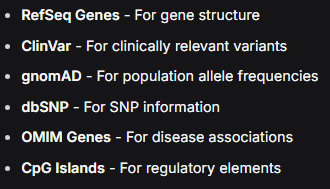 • RefSeq Genes - For gene structure
• ClinVar - For clinically relevant variants
• gnomAD - For population allele frequencies
• dbSNP - For SNP information
• OMIM Genes - For disease associations
• CpG Islands - For regulatory elements